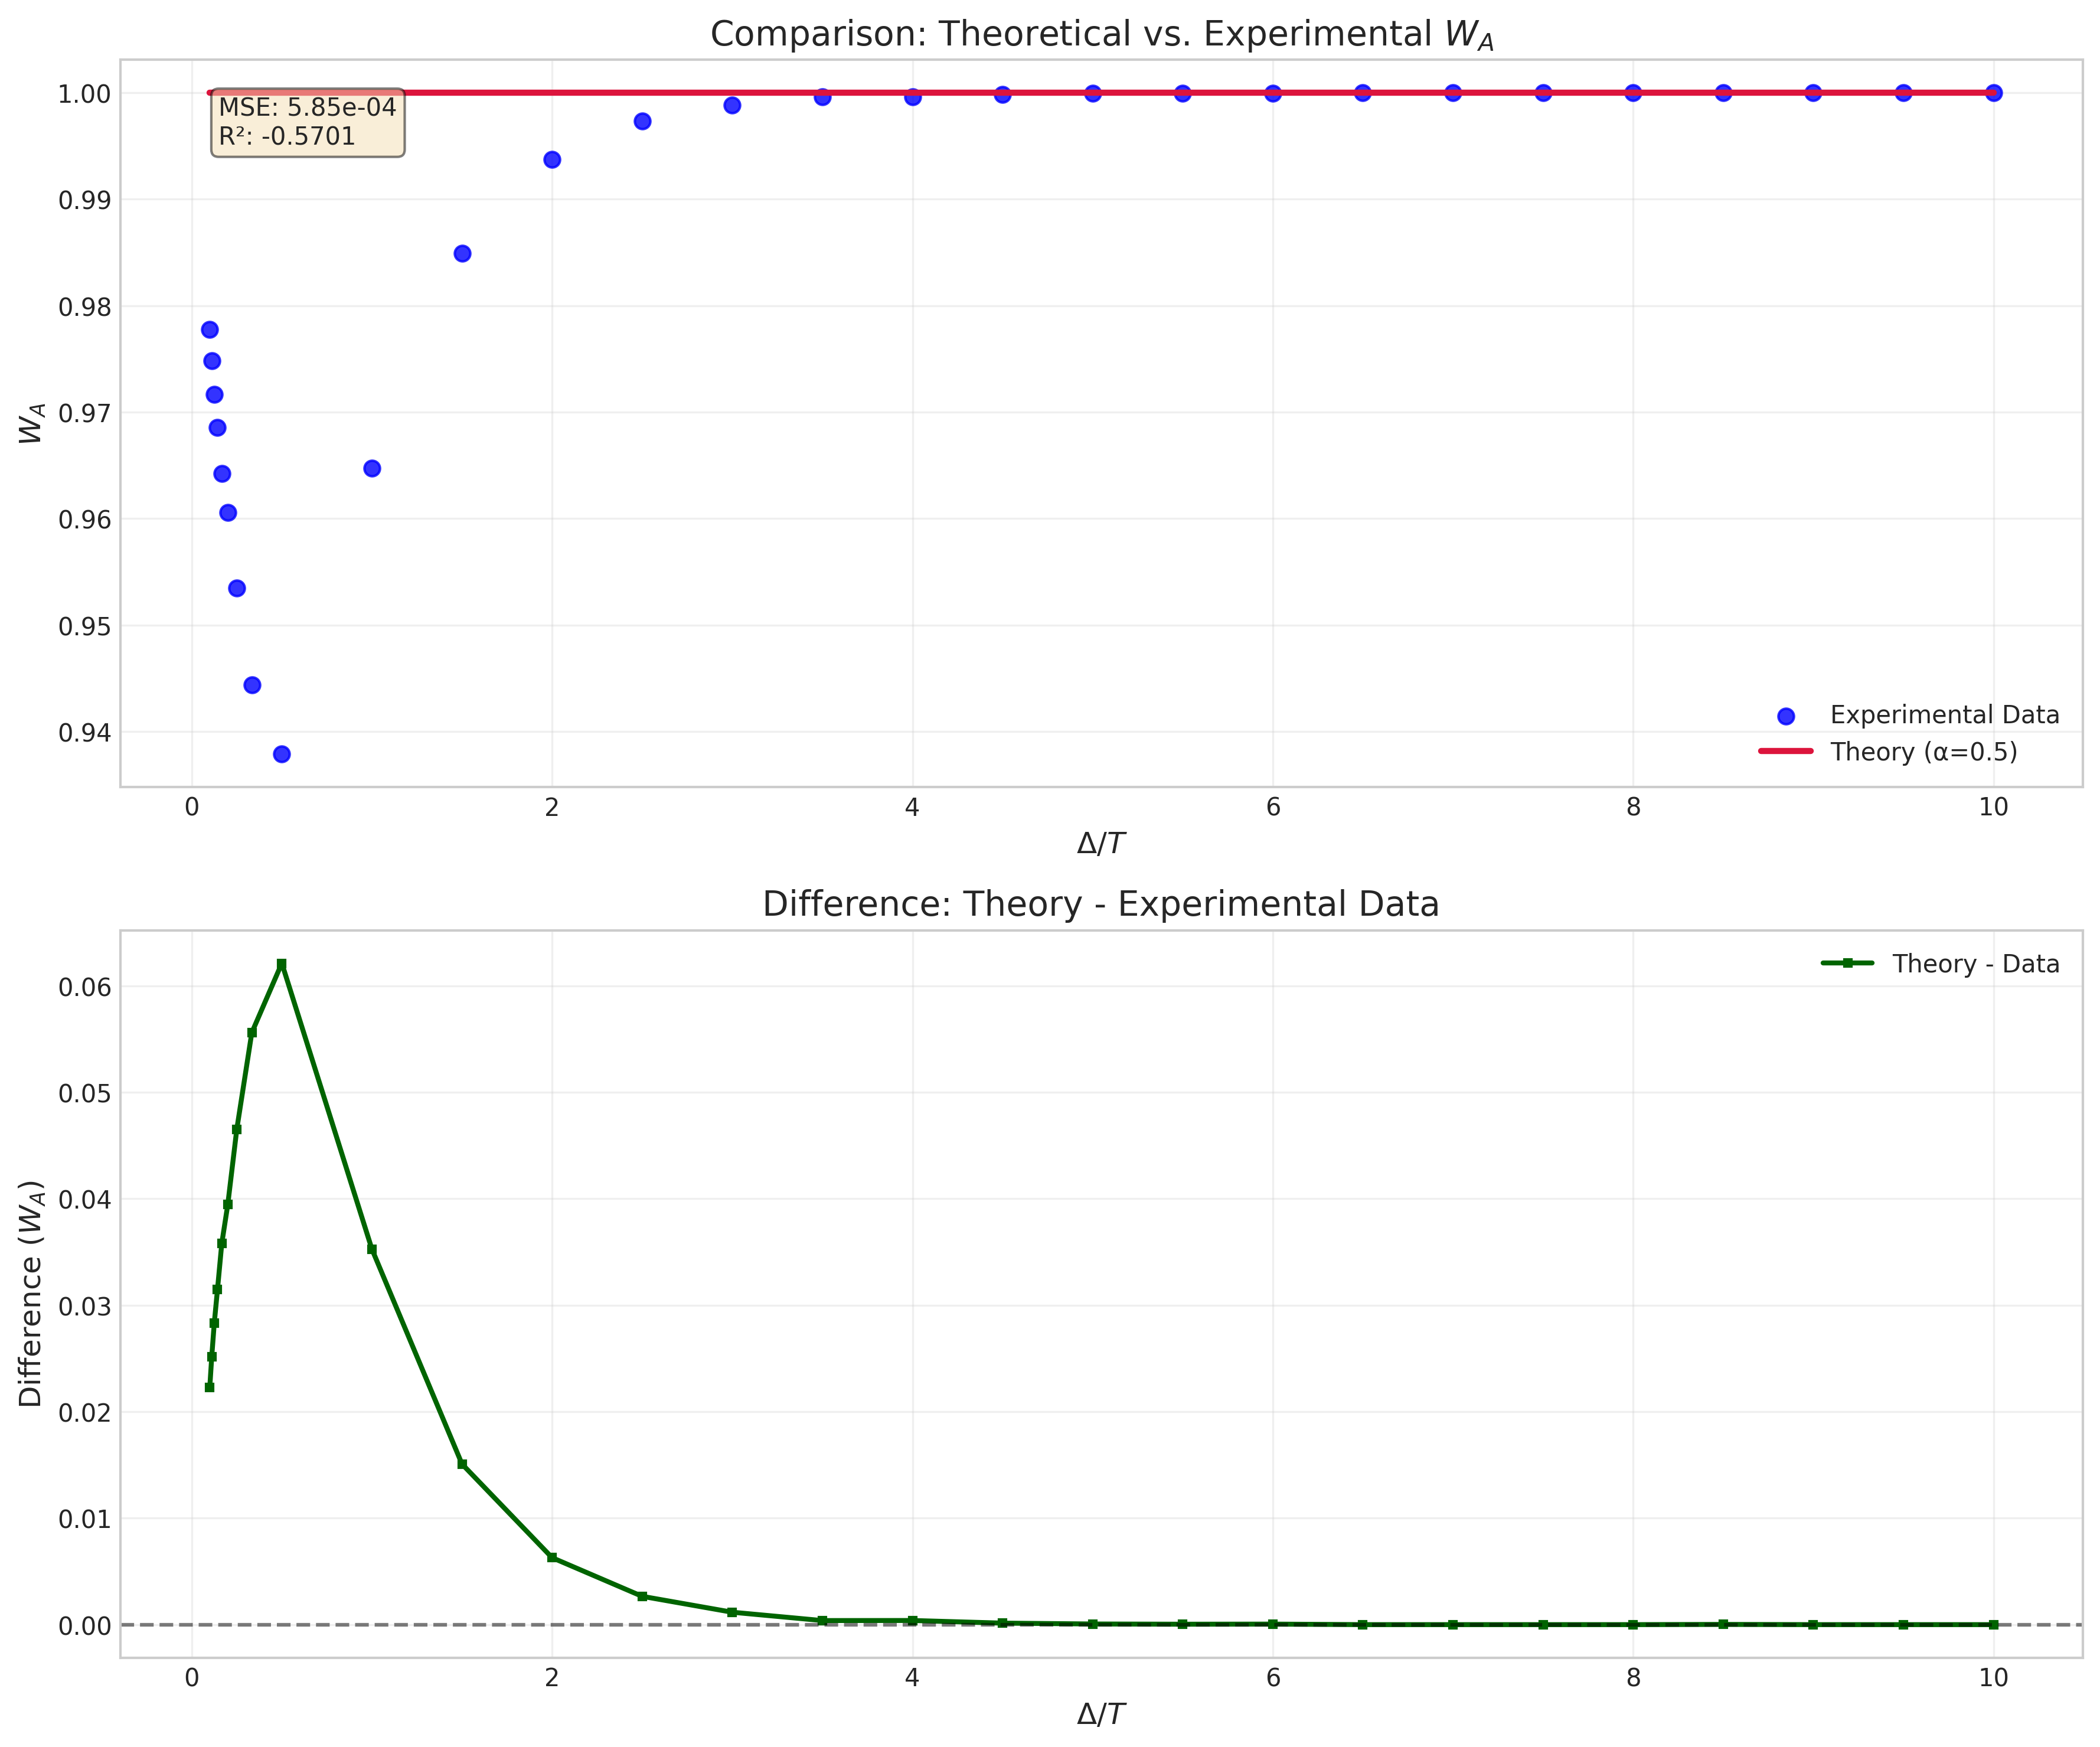 Comparison: Theoretical vs. Experimental W_A
1.00
0.99
0.98
0.97
0.96
0.95
0.94
W_A
MSE: 5.85e-04
R²: -0.5701
Experimental Data
Theory (α=0.5)
0 2 4 6 8 10
Δ/T
Difference: Theory - Experimental Data
0.06
0.05
0.04
0.03
0.02
0.01
0.00
Difference (W_A)
Theory - Data
0 2 4 6 8 10
Δ/T